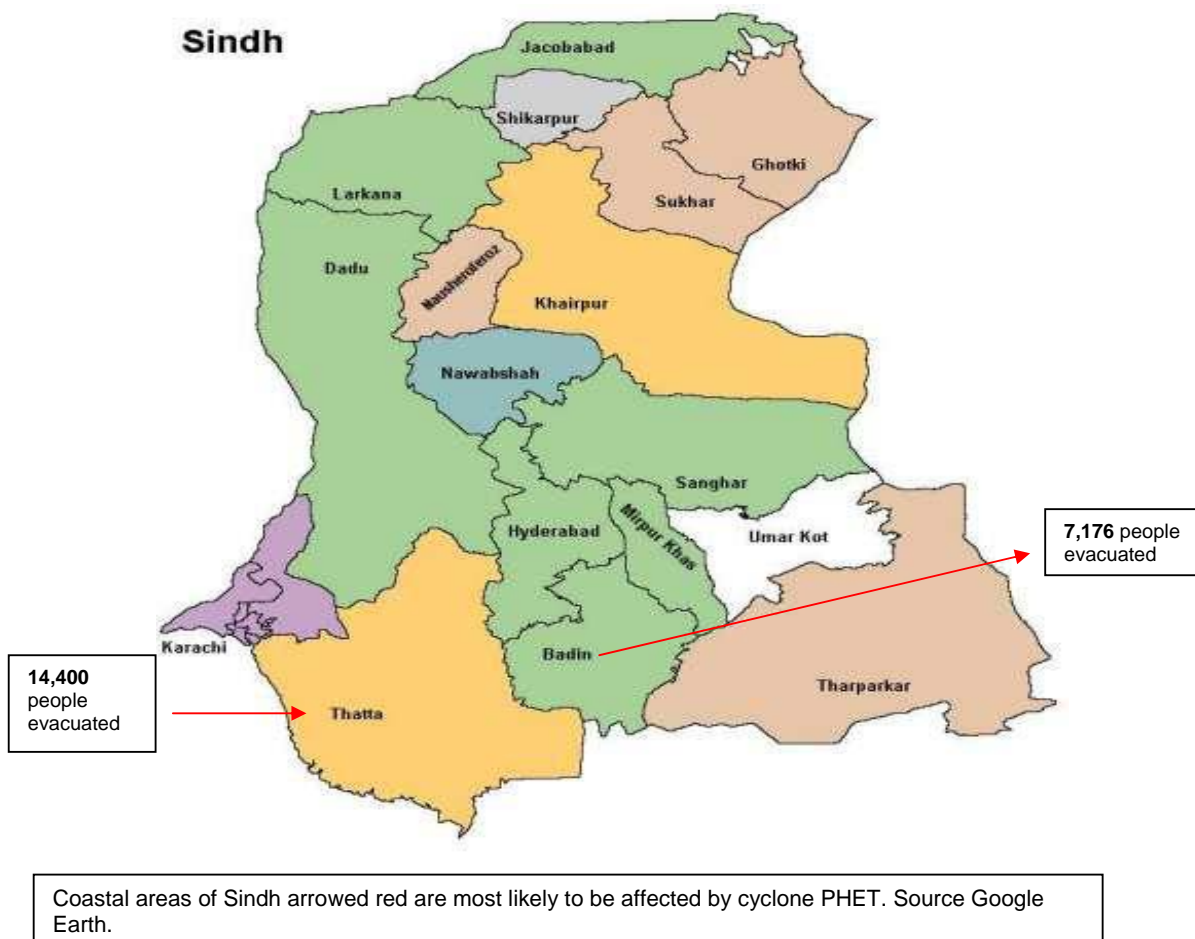 Sindh
Jacobabad
Shikarpur
Ghotki
Larkana
Sukhar
Dadu
Nausheroferoz
Khairpur
Nawabshah
Sanghar
Hyderabad
Mirpur Khas
Umar Kot
7,176 people
evacuated
Karachi
Badin
14,400
people
evacuated
Tharparkar
Thatta
Coastal areas of Sindh arrowed red are most likely to be affected by cyclone PHET. Source Google
Earth.